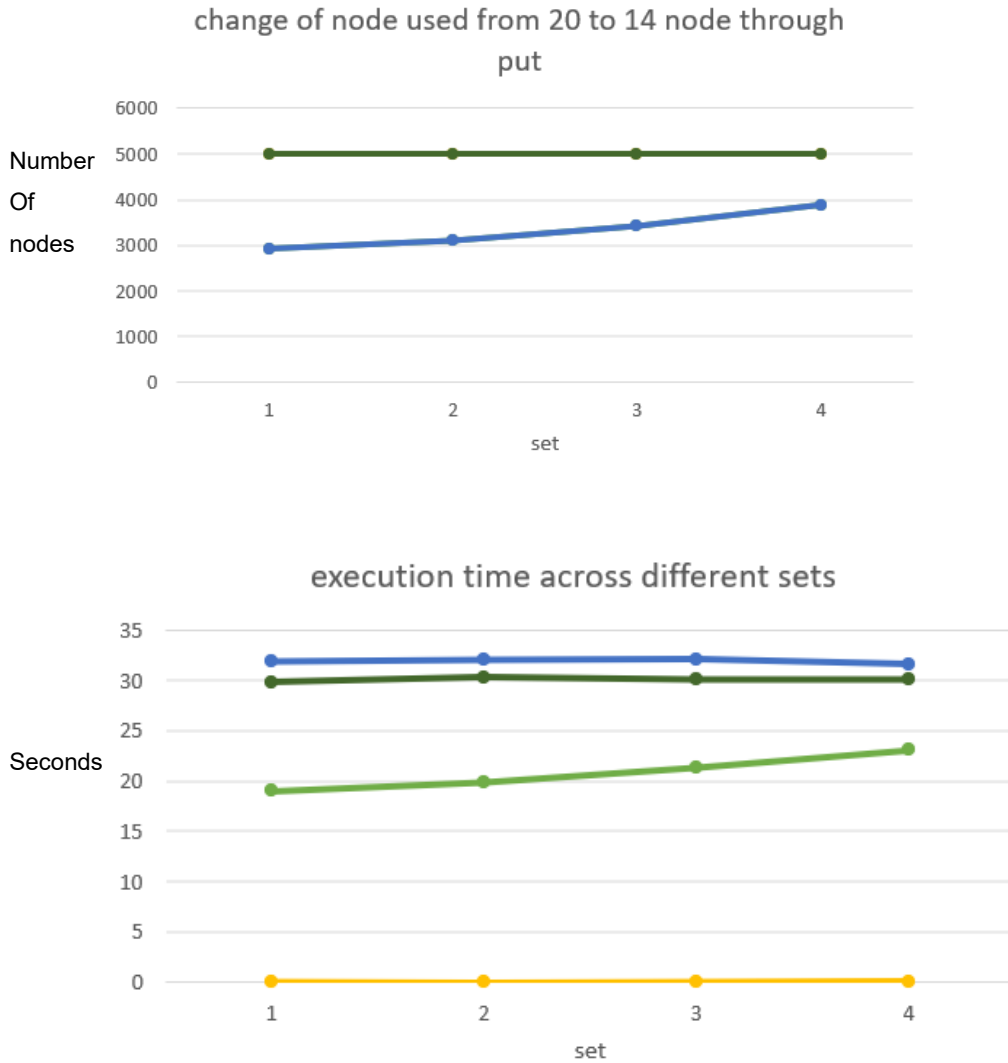 change of node used from 20 to 14 node through
put
6000
5000
4000
3000
2000
1000
0
Number
Of
nodes
1 2 3 4
set
execution time across different sets
35
30
25
20
15
10
5
0
Seconds
1 2 3 4
set